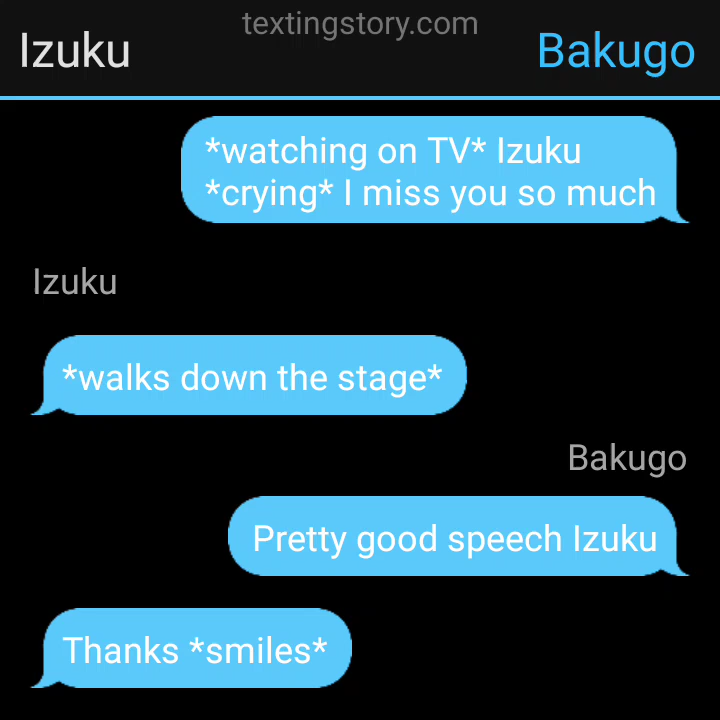 textingstory.com
Izuku
Bakugo
*watching on TV* Izuku
*crying* I miss you so much
Izuku
*walks down the stage*
Bakugo
Pretty good speech Izuku
Thanks *smiles*